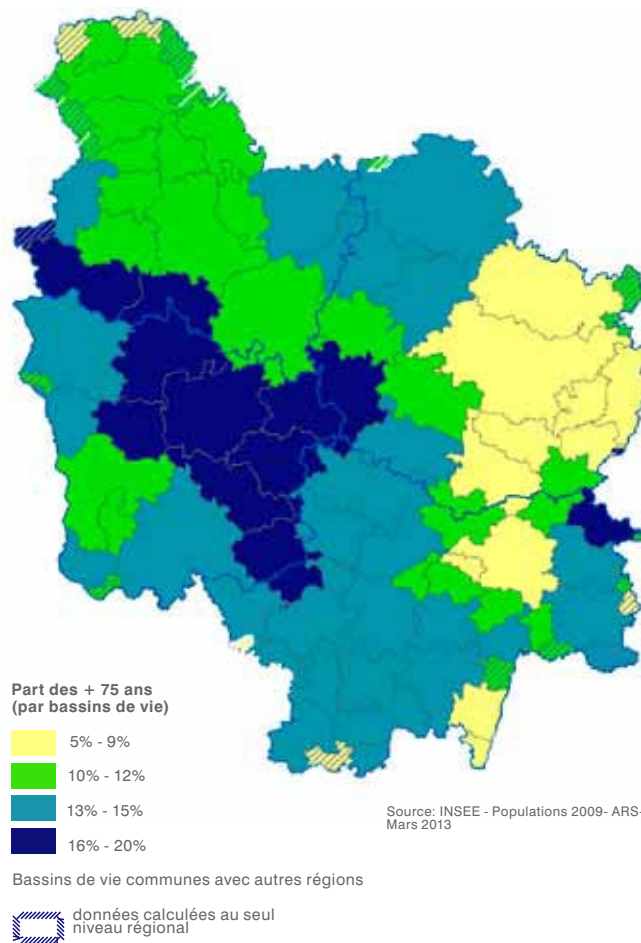 Part des + 75 ans
(par bassins de vie)
5% - 9%
10% - 12%
13% - 15%
16% - 20%
Source: INSEE - Populations 2009- ARS-
Mars 2013
Bassins de vie communes avec autres régions
données calculées au seul
niveau régional